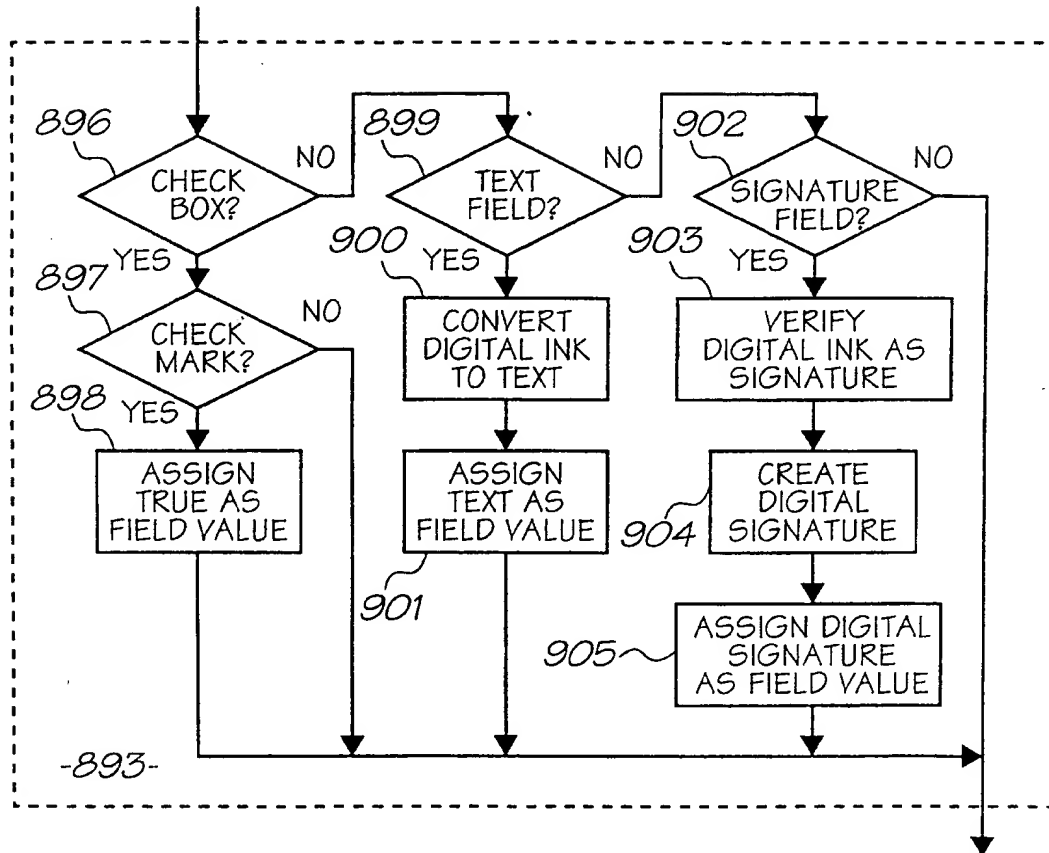 896
CHECK
BOX?
NO
YES
899
TEXT
FIELD?
NO
YES
902
SIGNATURE
FIELD?
NO
YES
897
CHECK
MARK?
NO
YES
900
CONVERT
DIGITAL INK
TO TEXT
903
VERIFY
DIGITAL INK AS
SIGNATURE
898
ASSIGN
TRUE AS
FIELD VALUE
ASSIGN
TEXT AS
FIELD VALUE
901
CREATE
DIGITAL
SIGNATURE
904
905
ASSIGN DIGITAL
SIGNATURE
AS FIELD VALUE
-893-